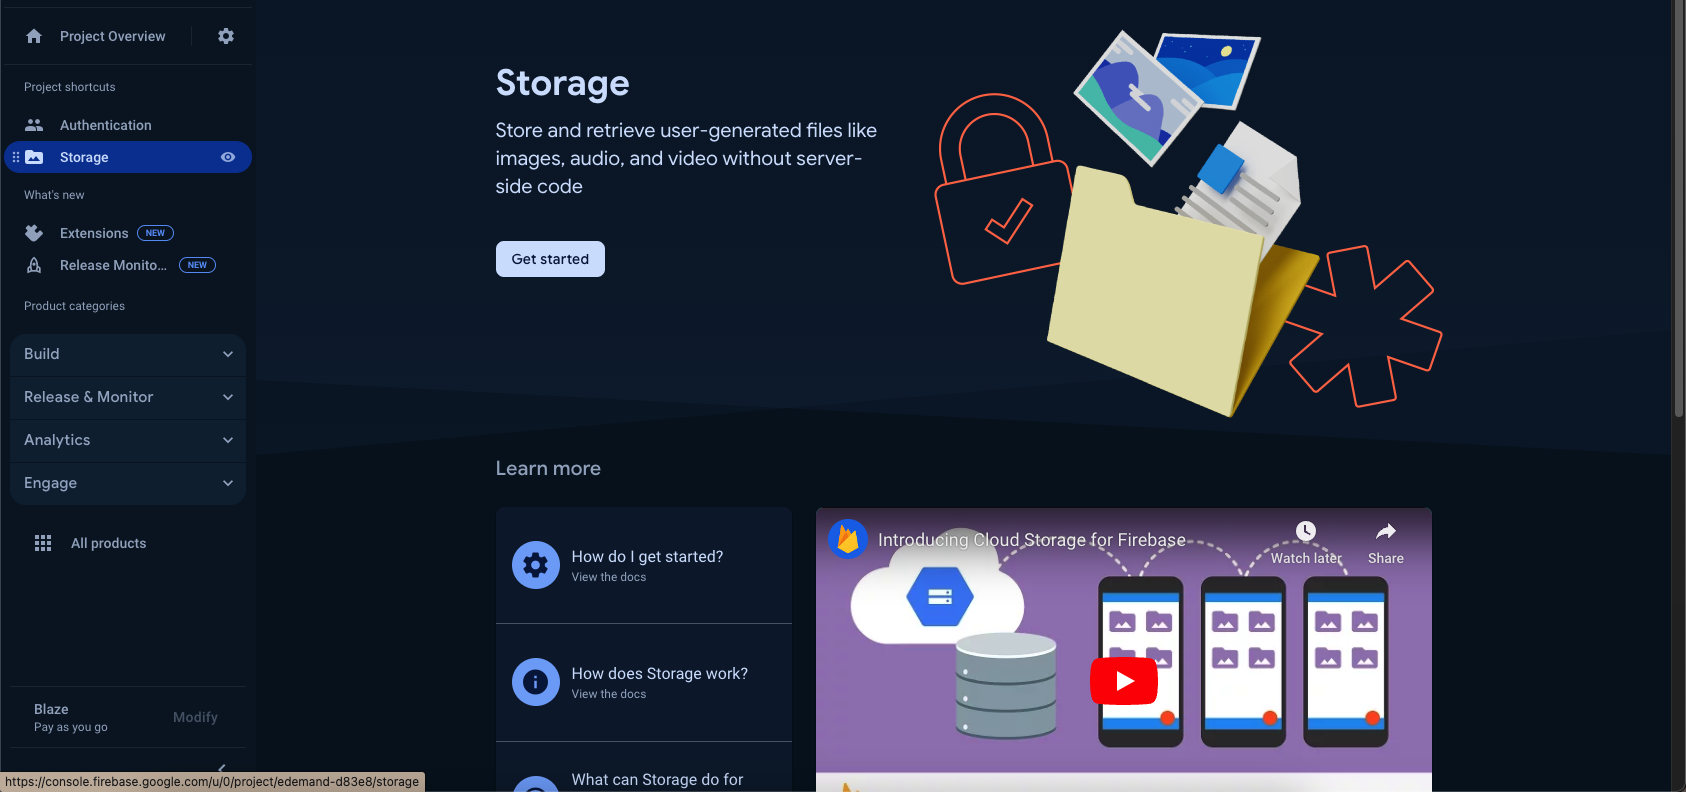 Project Overview
Project shortcuts
Authentication
Storage
What's new
Extensions NEW
Release Monito... NEW
Product categories
Build
Release & Monitor
Analytics
Engage
All products
Blaze
Pay as you go
Modify
https://console.firebase.google.com/u/0/project/edemand-d83e8/storage
Storage
Store and retrieve user-generated files like
images, audio, and video without server-
side code
Get started
Learn more
How do I get started?
View the docs
How does Storage work?
View the docs
What can Storage do for
Introducing Cloud Storage for Firebase
Watch later
Share